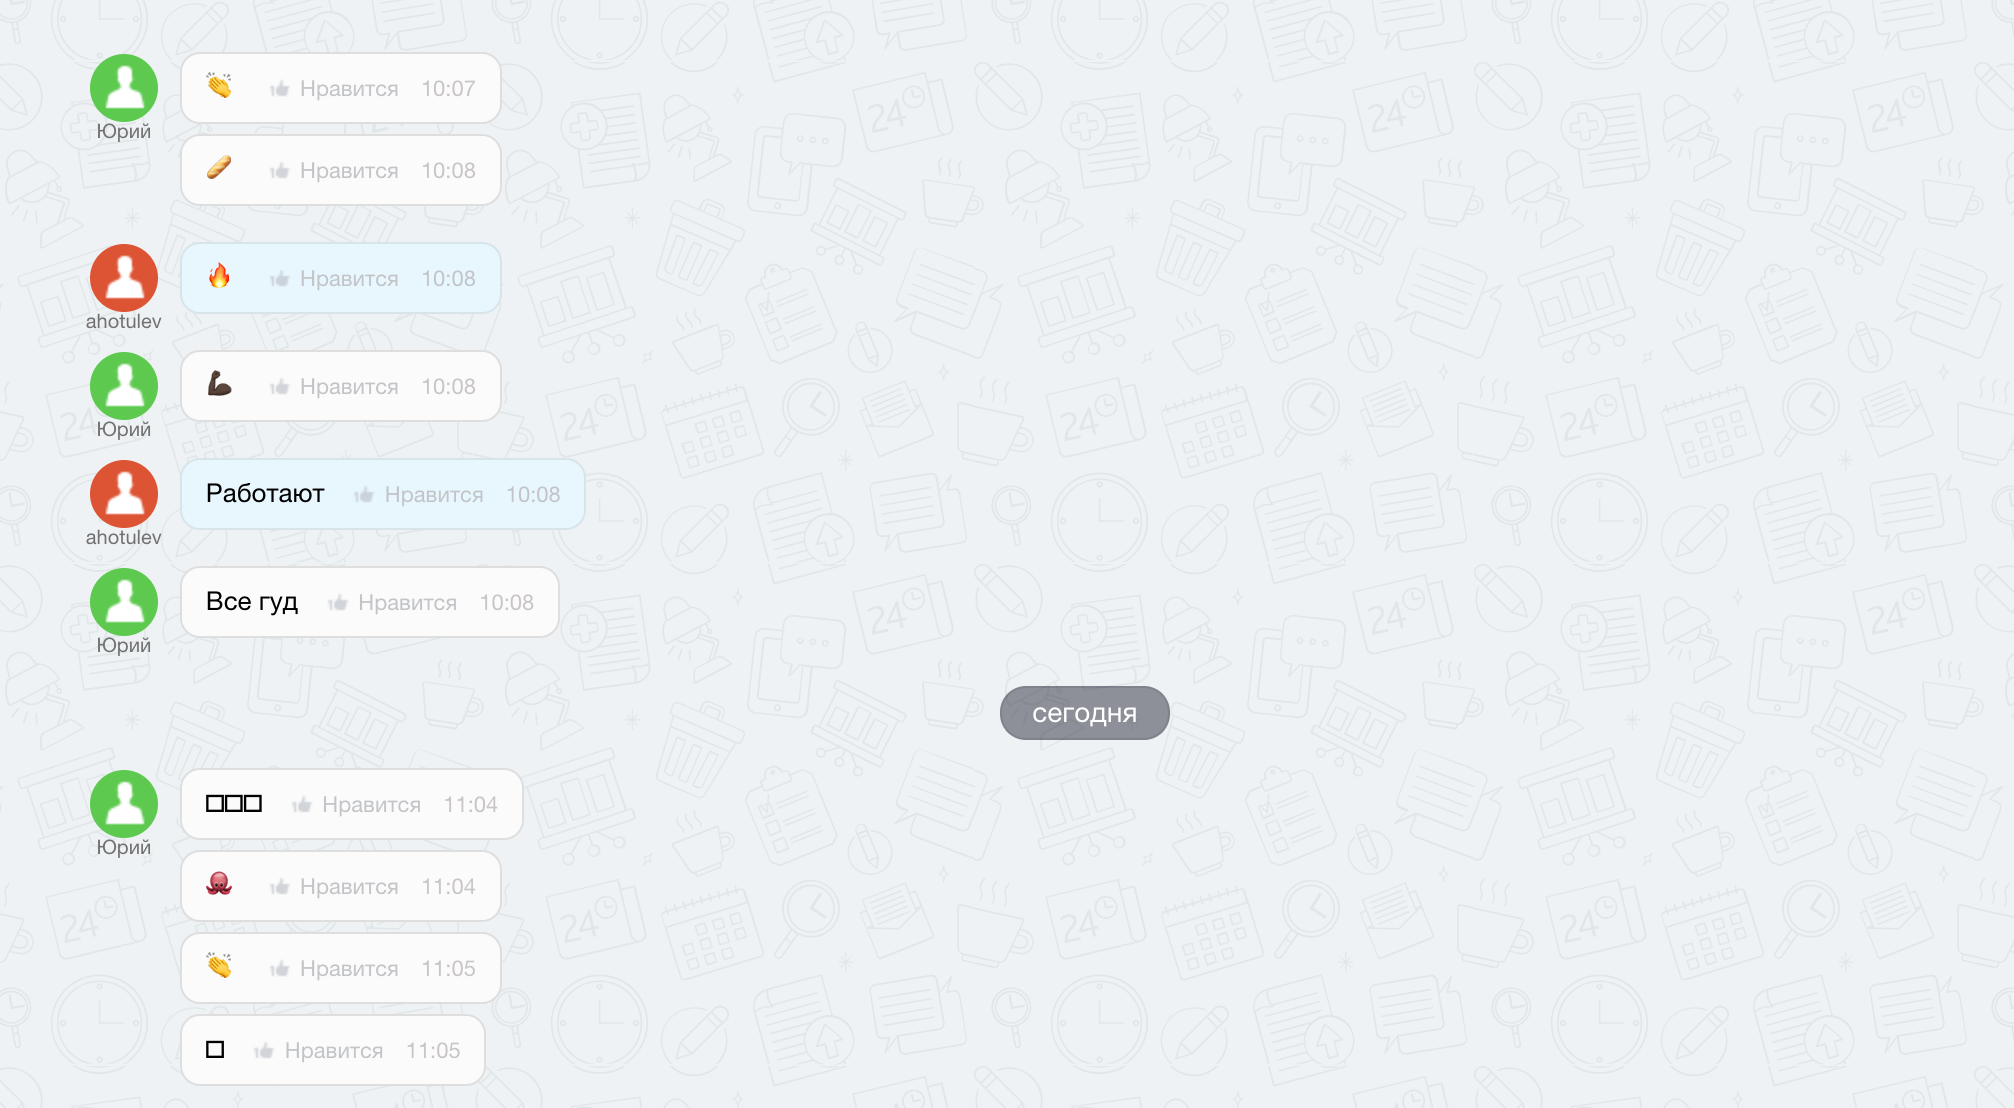 👏 Нравится 10:07
Юрий
🥖 Нравится 10:08
🔥 Нравится 10:08
ahotulev
💪🏿 Нравится 10:08
Юрий
Работают Нравится 10:08
ahotulev
Все гуд Нравится 10:08
Юрий
сегодня
□□□ Нравится 11:04
Юрий
🐙 Нравится 11:04
👏 Нравится 11:05
□ Нравится 11:05